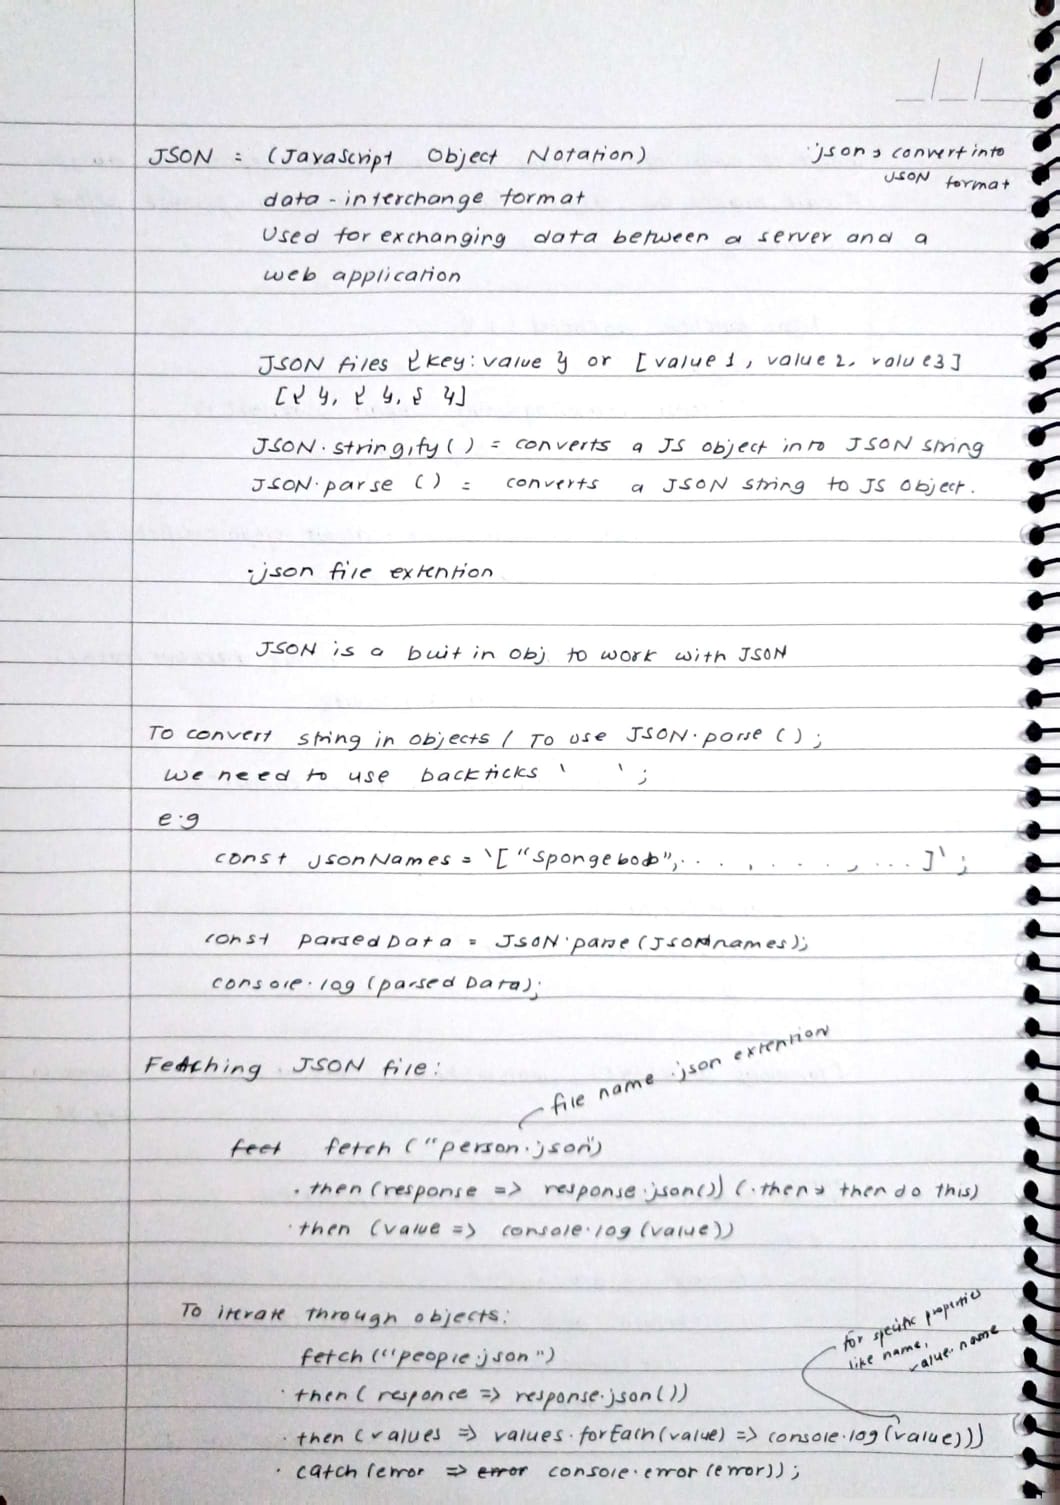 JSON = (JavaScript Object Notation)
.json → convert into
JSON format
data - interchange format
Used for exchanging data between a server and a
web application
JSON files {key: value} or [value 1, value 2, value3]
[{ }, { }, { }]
JSON.stringify() = converts a JS object into JSON string
JSON.parse () = converts a JSON string to JS object.
.json file extention
JSON is a buit in obj to work with JSON
To convert string in objects / To use JSON.parse ();
we need to use backticks ` `;
e.g
const jsonNames = `["spongebob", . . . , . . . . , ... ]`;
const parsedData = JSON.parse(JsonNnames);
console.log (parsed Data);
Fetching JSON file:
file name .json extention
feet fetch ("person.json")
.then (response => response.json()) (.then → then do this)
.then (value => console.log (value))
To iterate through objects:
for specific properties
like name,
value.name
fetch ("people.json")
.then ( responce => response.json())
.then (values => values.forEach(value) => console.log(value)))
.catch (error => error console.error (error));